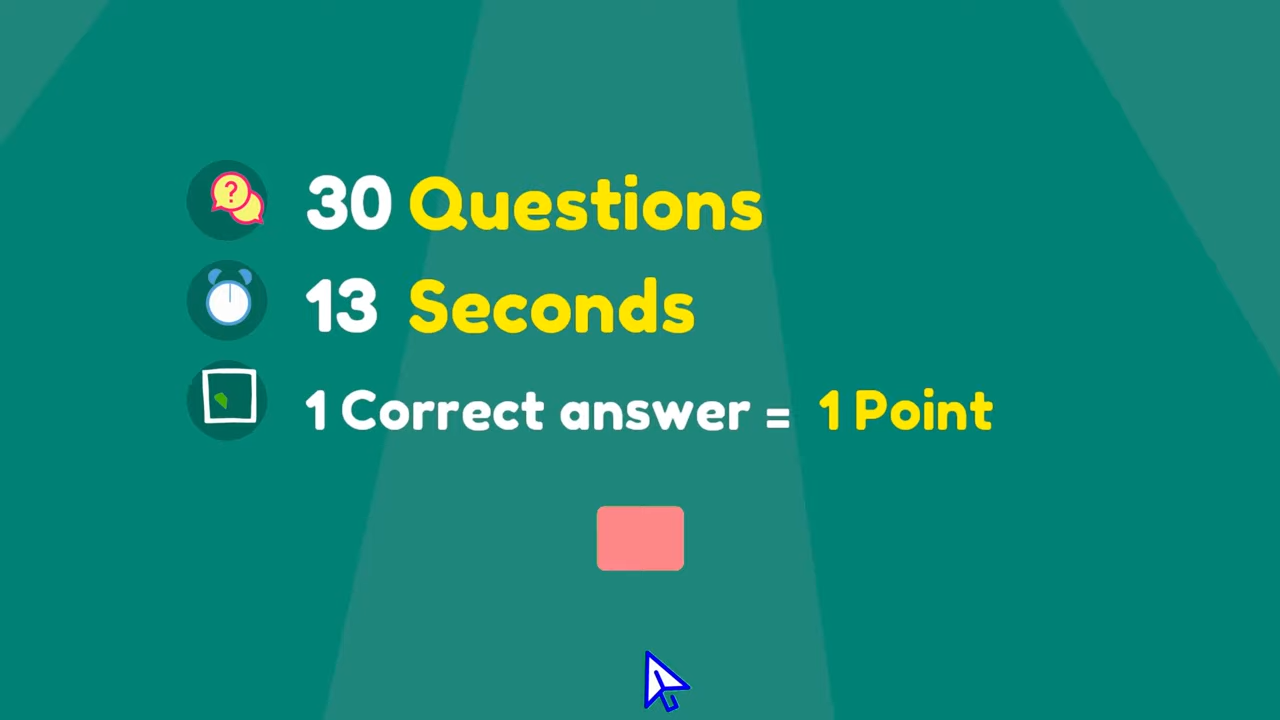 30 Questions
13 Seconds
1 Correct answer = 1 Point